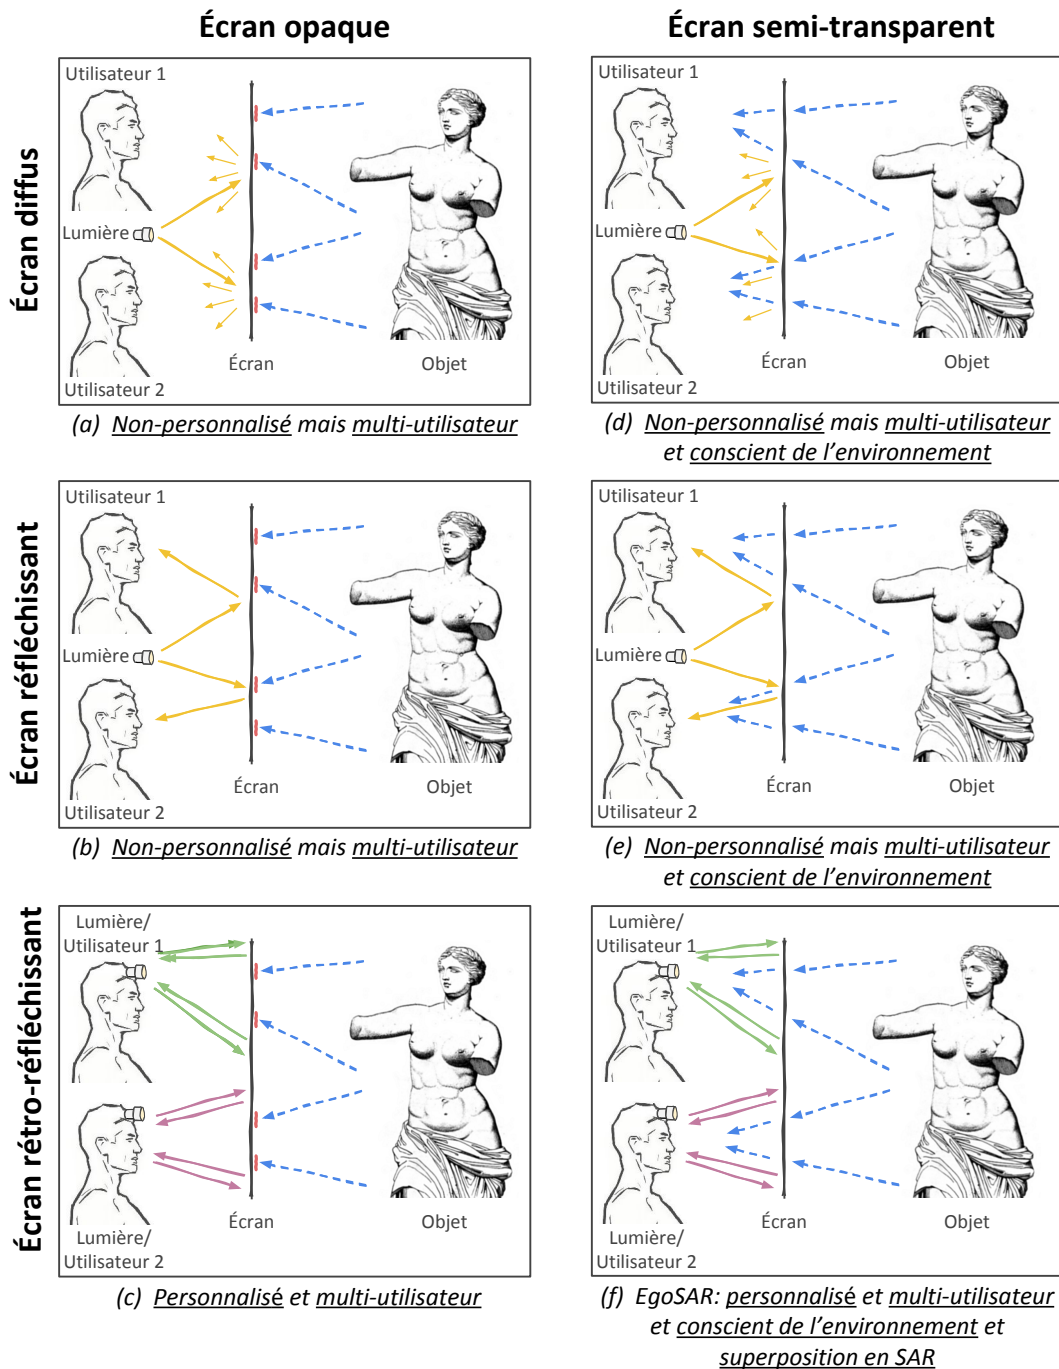 Écran opaque
Écran semi-transparent
Écran diffus
Utilisateur 1
Lumière
Écran
Objet
Utilisateur 2
(a) Non-personnalisé mais multi-utilisateur
Utilisateur 1
Lumière
Écran
Objet
Utilisateur 2
(d) Non-personnalisé mais multi-utilisateur
et conscient de l'environnement
Écran réfléchissant
Utilisateur 1
Lumière
Écran
Objet
Utilisateur 2
(b) Non-personnalisé mais multi-utilisateur
Utilisateur 1
Lumière
Écran
Objet
Utilisateur 2
(e) Non-personnalisé mais multi-utilisateur
et conscient de l'environnement
Écran rétro-réfléchissant
Lumière/
Utilisateur 1
Écran
Objet
Lumière/
Utilisateur 2
(c) Personnalisé et multi-utilisateur
Lumière/
Utilisateur 1
Écran
Objet
Lumière/
Utilisateur 2
(f) EgoSAR: personnalisé et multi-utilisateur
et conscient de l'environnement et
superposition en SAR